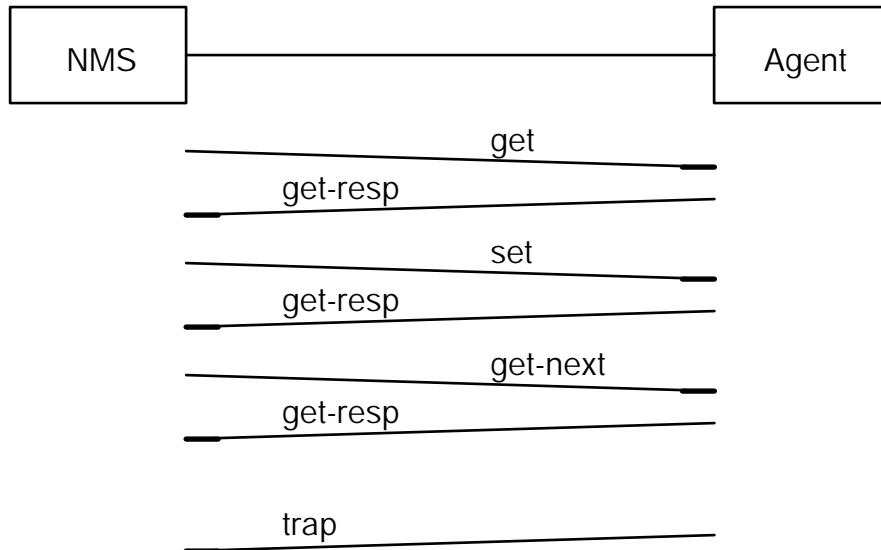 NMS
Agent
get
get-resp
set
get-resp
get-next
get-resp
trap